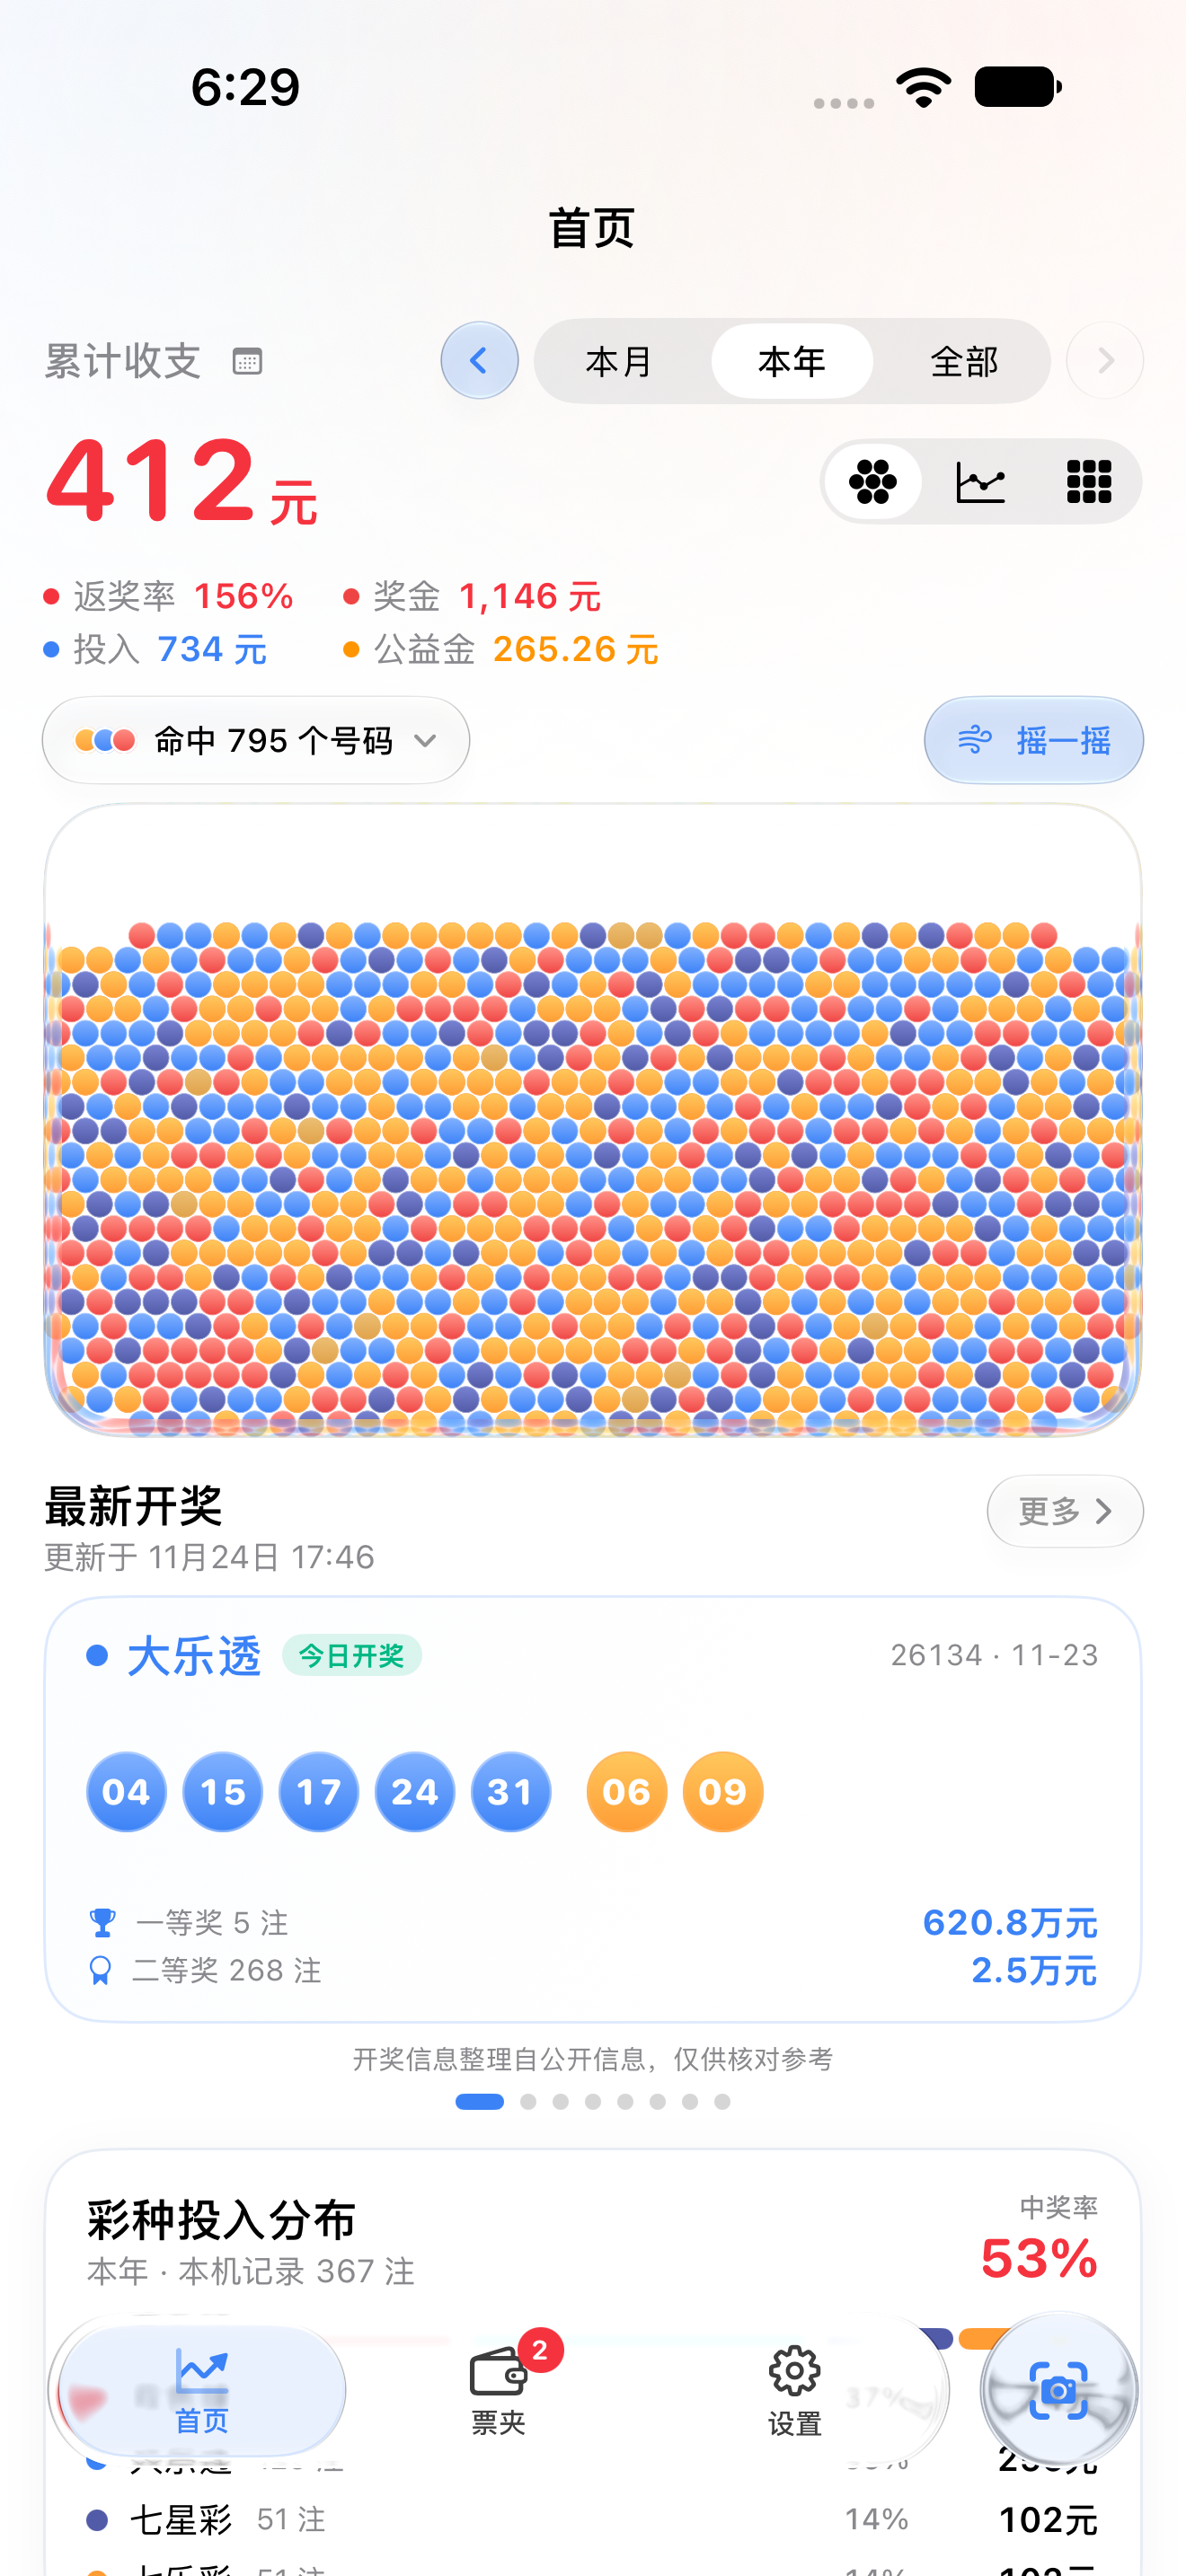 6:29
首页
累计收支
本月 本年 全部
412元
返奖率 156% 奖金 1,146 元
投入 734 元 公益金 265.26 元
命中 795 个号码
摇一摇
最新开奖
更多
更新于 11月24日 17:46
大乐透 今日开奖 26134 · 11-23
04 15 17 24 31 06 09
一等奖 5 注 620.8万元
二等奖 268 注 2.5万元
开奖信息整理自公开信息，仅供核对参考
彩种投入分布
中奖率
本年 · 本机记录 367 注
53%
2
37%
首页 票夹 设置
七星彩 51 注 14% 102元